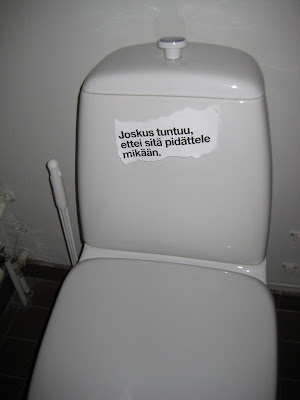 Joskus tuntuu,
ettei sitä pidättele
mikään.